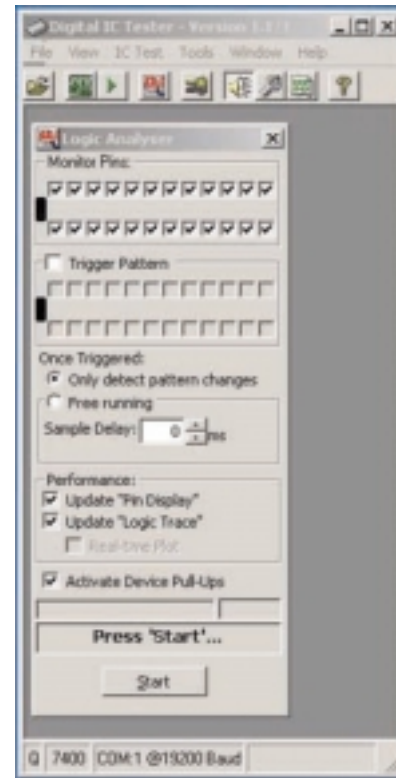 Digital IC Tester - Version 1.1
File View IC Test Tools Window Help
Logic Analyser
Monitor Pins:
Trigger Pattern
Once Triggered:
Only detect pattern changes
Free running
Sample Delay: 0 ms
Performance:
Update "Pin Display"
Update "Logic Trace"
Real-time Plot
Activate Device Pull-Ups
Press 'Start'...
Start
Q 7400 COM:1 @19200 Baud